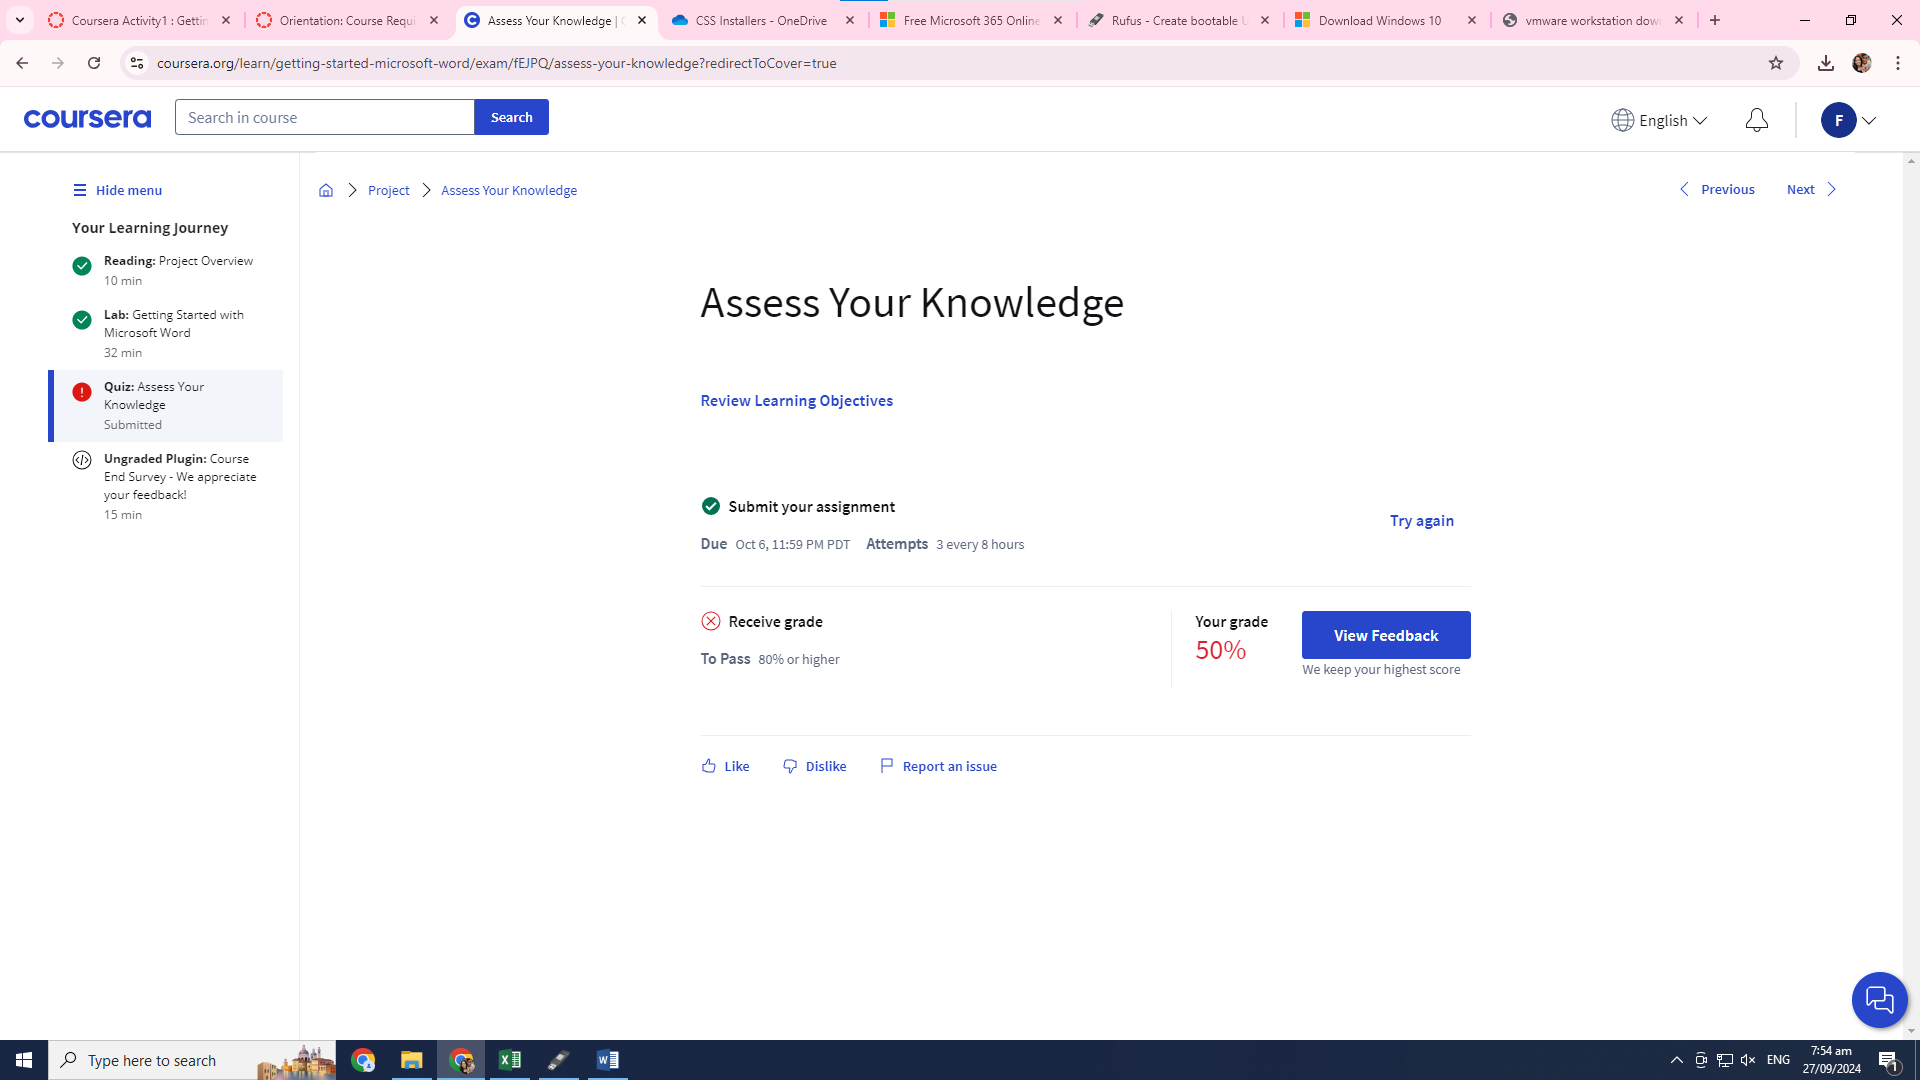 Coursera Activity1 : Gettin
Orientation: Course Requi
Assess Your Knowledge |
CSS Installers - OneDrive
Free Microsoft 365 Online
Rufus - Create bootable U
Download Windows 10
vmware workstation dow
coursera.org/learn/getting-started-microsoft-word/exam/fEJPQ/assess-your-knowledge?redirectToCover=true
coursera
Search in course
Search
English
F
Hide menu
Project
Assess Your Knowledge
Previous
Next
Your Learning Journey
Reading: Project Overview
10 min
Lab: Getting Started with
Microsoft Word
32 min
Quiz: Assess Your
Knowledge
Submitted
Ungraded Plugin: Course
End Survey - We appreciate
your feedback!
15 min
Assess Your Knowledge
Review Learning Objectives
Submit your assignment
Due Oct 6, 11:59 PM PDT Attempts 3 every 8 hours
Try again
Receive grade
To Pass 80% or higher
Your grade
50%
View Feedback
We keep your highest score
Like
Dislike
Report an issue
Type here to search
ENG
7:54 am
27/09/2024
1